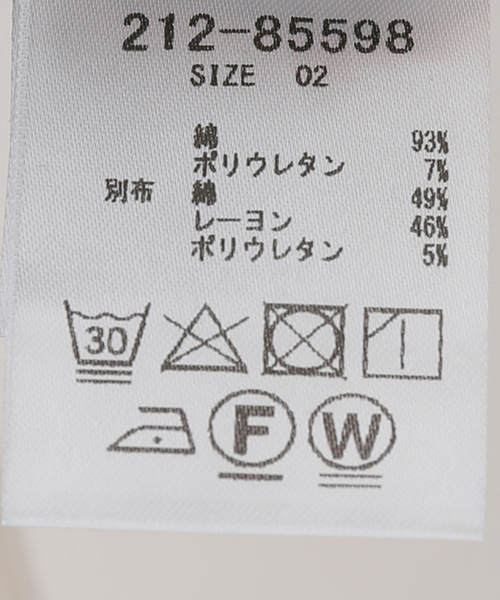 212-85598
SIZE 02
綿 93%
ポリウレタン 7%
別布 綿 49%
レーヨン 46%
ポリウレタン 5%
30
F W